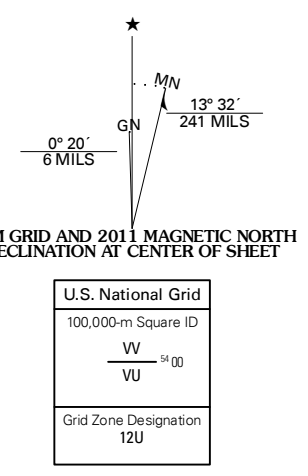 ★
MN
GN
13° 32´
241 MILS
0° 20´
6 MILS
M GRID AND 2011 MAGNETIC NORTH
ECLINATION AT CENTER OF SHEET
U.S. National Grid
100,000-m Square ID
VV
54 00
VU
Grid Zone Designation
12U